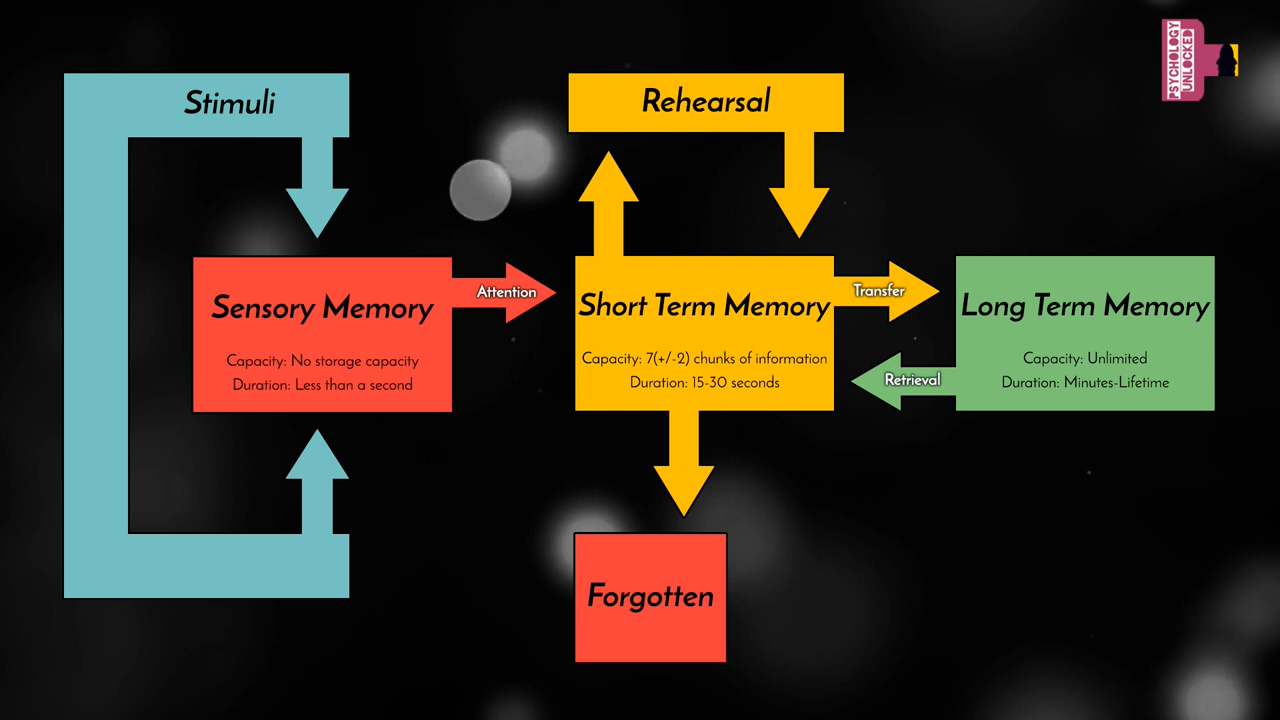 PSYCHOLOGY
UNLOCKED
Stimuli
Rehearsal
Sensory Memory
Capacity: No storage capacity
Duration: Less than a second
Attention
Short Term Memory
Capacity: 7(+/-2) chunks of information
Duration: 15-30 seconds
Transfer
Retrieval
Long Term Memory
Capacity: Unlimited
Duration: Minutes-Lifetime
Forgotten